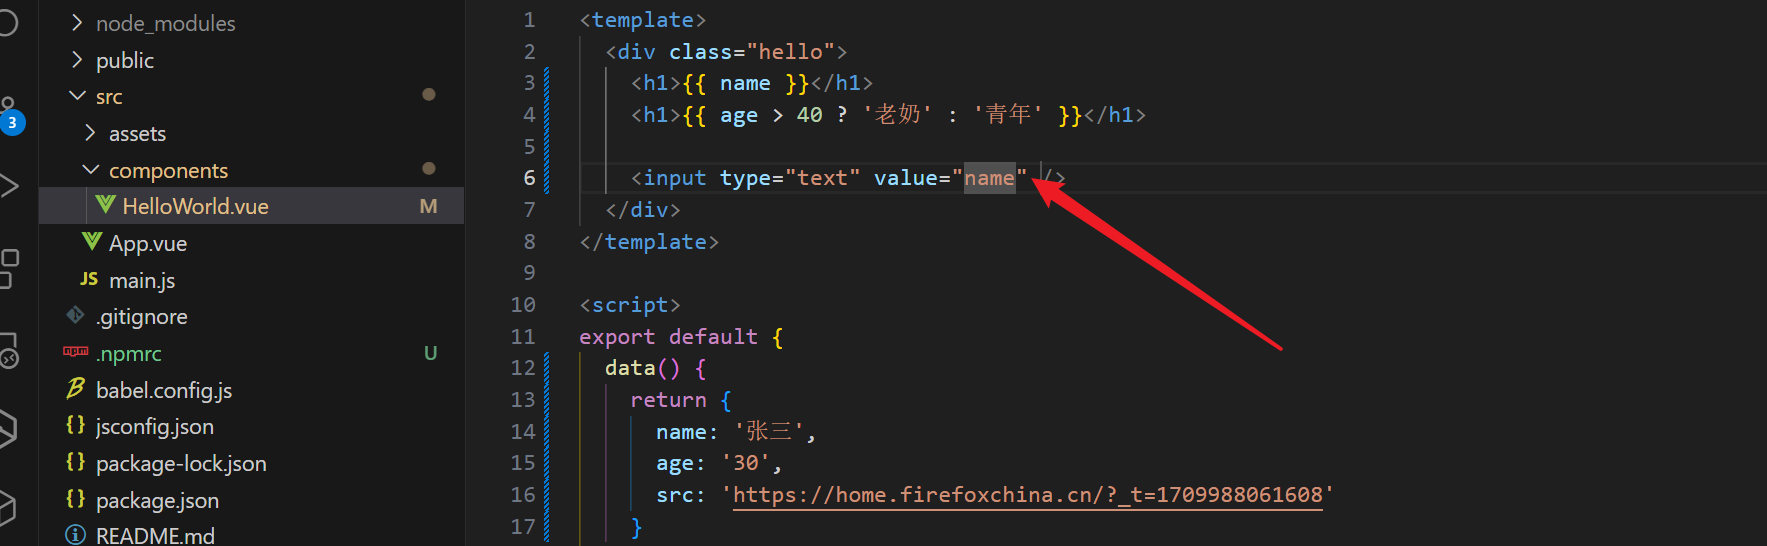 node_modules
public
src
assets
components
HelloWorld.vue M
App.vue
JS main.js
.gitignore
npm .npmrc U
babel.config.js
{} jsconfig.json
{} package-lock.json
{} package.json
README.md
3
1 <template>
2 <div class="hello">
3 <h1>{{ name }}</h1>
4 <h1>{{ age > 40 ? '老奶' : '青年' }}</h1>
5
6 <input type="text" value="name" />
7 </div>
8 </template>
9
10 <script>
11 export default {
12 data() {
13 return {
14 name: '张三',
15 age: '30',
16 src: 'https://home.firefoxchina.cn/?_t=1709988061608'
17 }